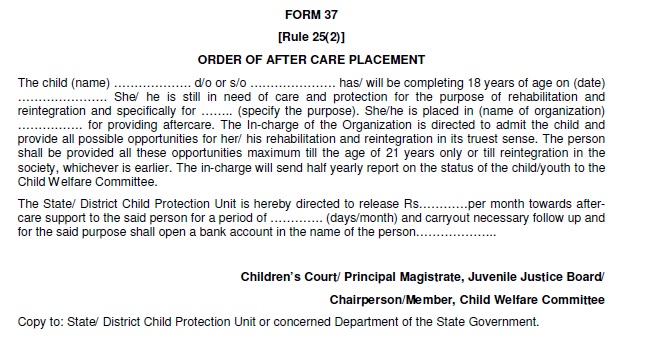 FORM 37
[Rule 25(2)]
ORDER OF AFTER CARE PLACEMENT
The child (name) ................... d/o or s/o ..................... has/ will be completing 18 years of age on (date)
...................... She/ he is still in need of care and protection for the purpose of rehabilitation and
reintegration and specifically for ........ (specify the purpose). She/he is placed in (name of organization)
................ for providing aftercare. The In-charge of the Organization is directed to admit the child and
provide all possible opportunities for her/ his rehabilitation and reintegration in its truest sense. The person
shall be provided all these opportunities maximum till the age of 21 years only or till reintegration in the
society, whichever is earlier. The in-charge will send half yearly report on the status of the child/youth to the
Child Welfare Committee.
The State/ District Child Protection Unit is hereby directed to release Rs............per month towards after-
care support to the said person for a period of ............. (days/month) and carryout necessary follow up and
for the said purpose shall open a bank account in the name of the person....................
Children's Court/ Principal Magistrate, Juvenile Justice Board/
Chairperson/Member, Child Welfare Committee
Copy to: State/ District Child Protection Unit or concerned Department of the State Government.